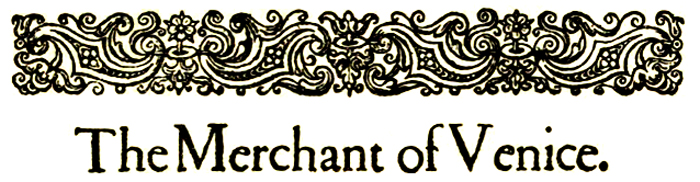 The Merchant of Venice.